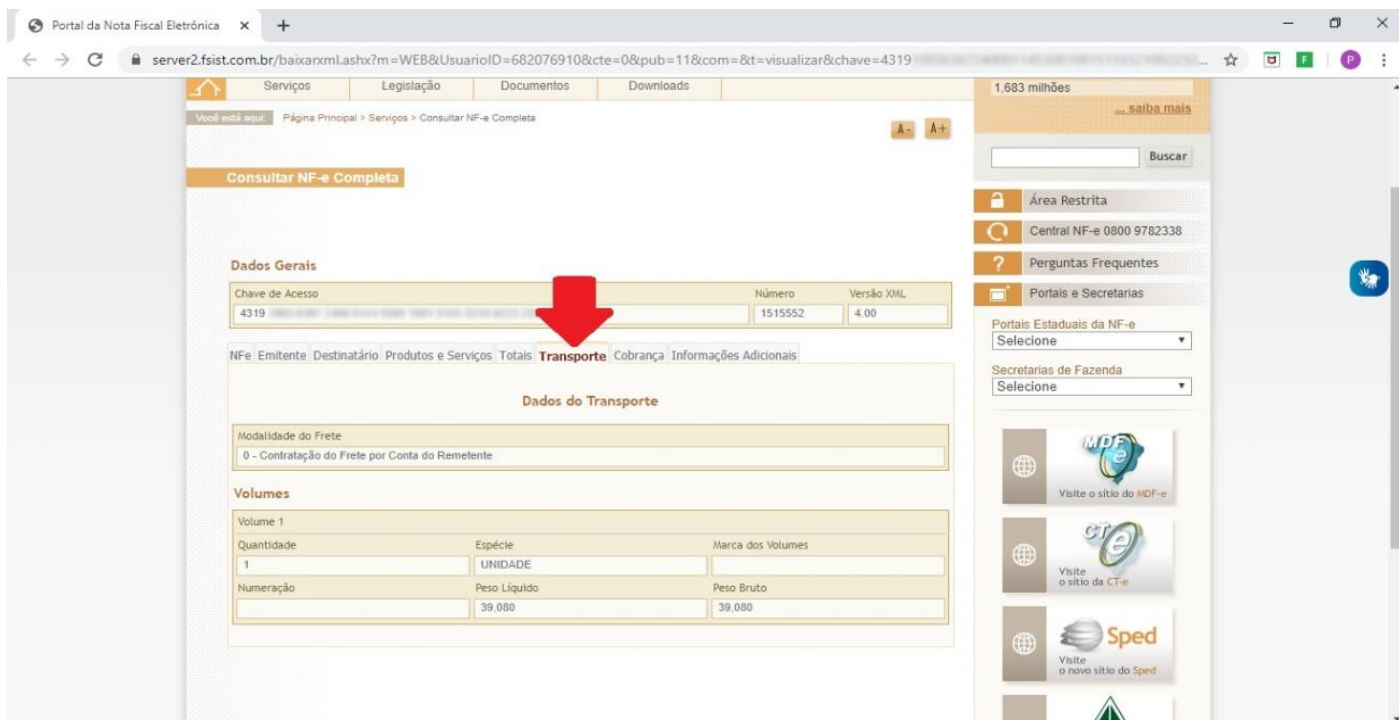 Portal da Nota Fiscal Eletrônica
server2.fsist.com.br/baixarxml.ashx?m=WEB&UsuarioID=682076910&cte=0&pub=11&com=&t=visualizar&chave=4319
Serviços Legislação Documentos Downloads
1,683 milhões
... saiba mais
Você está aqui: Página Principal > Serviços > Consultar NF-e Completa
A- A+
Buscar
Consultar NF-e Completa
Área Restrita
Central NF-e 0800 9782338
Perguntas Frequentes
Portais e Secretarias
Portais Estaduais da NF-e
Selecione
Secretarias de Fazenda
Selecione
Dados Gerais
Chave de Acesso Número Versão XML
4319 1515552 4.00
NFe Emitente Destinatário Produtos e Serviços Totais Transporte Cobrança Informações Adicionais
Dados do Transporte
Modalidade do Frete
0 - Contratação do Frete por Conta do Remetente
Volumes
Volume 1
Quantidade Espécie Marca dos Volumes
1 UNIDADE
Numeração Peso Líquido Peso Bruto
39,080 39,080
MDF e
Visite o sítio do MDF-e
CT e
Visite
o sítio da CT-e
Sped
Visite
o novo sítio do Sped